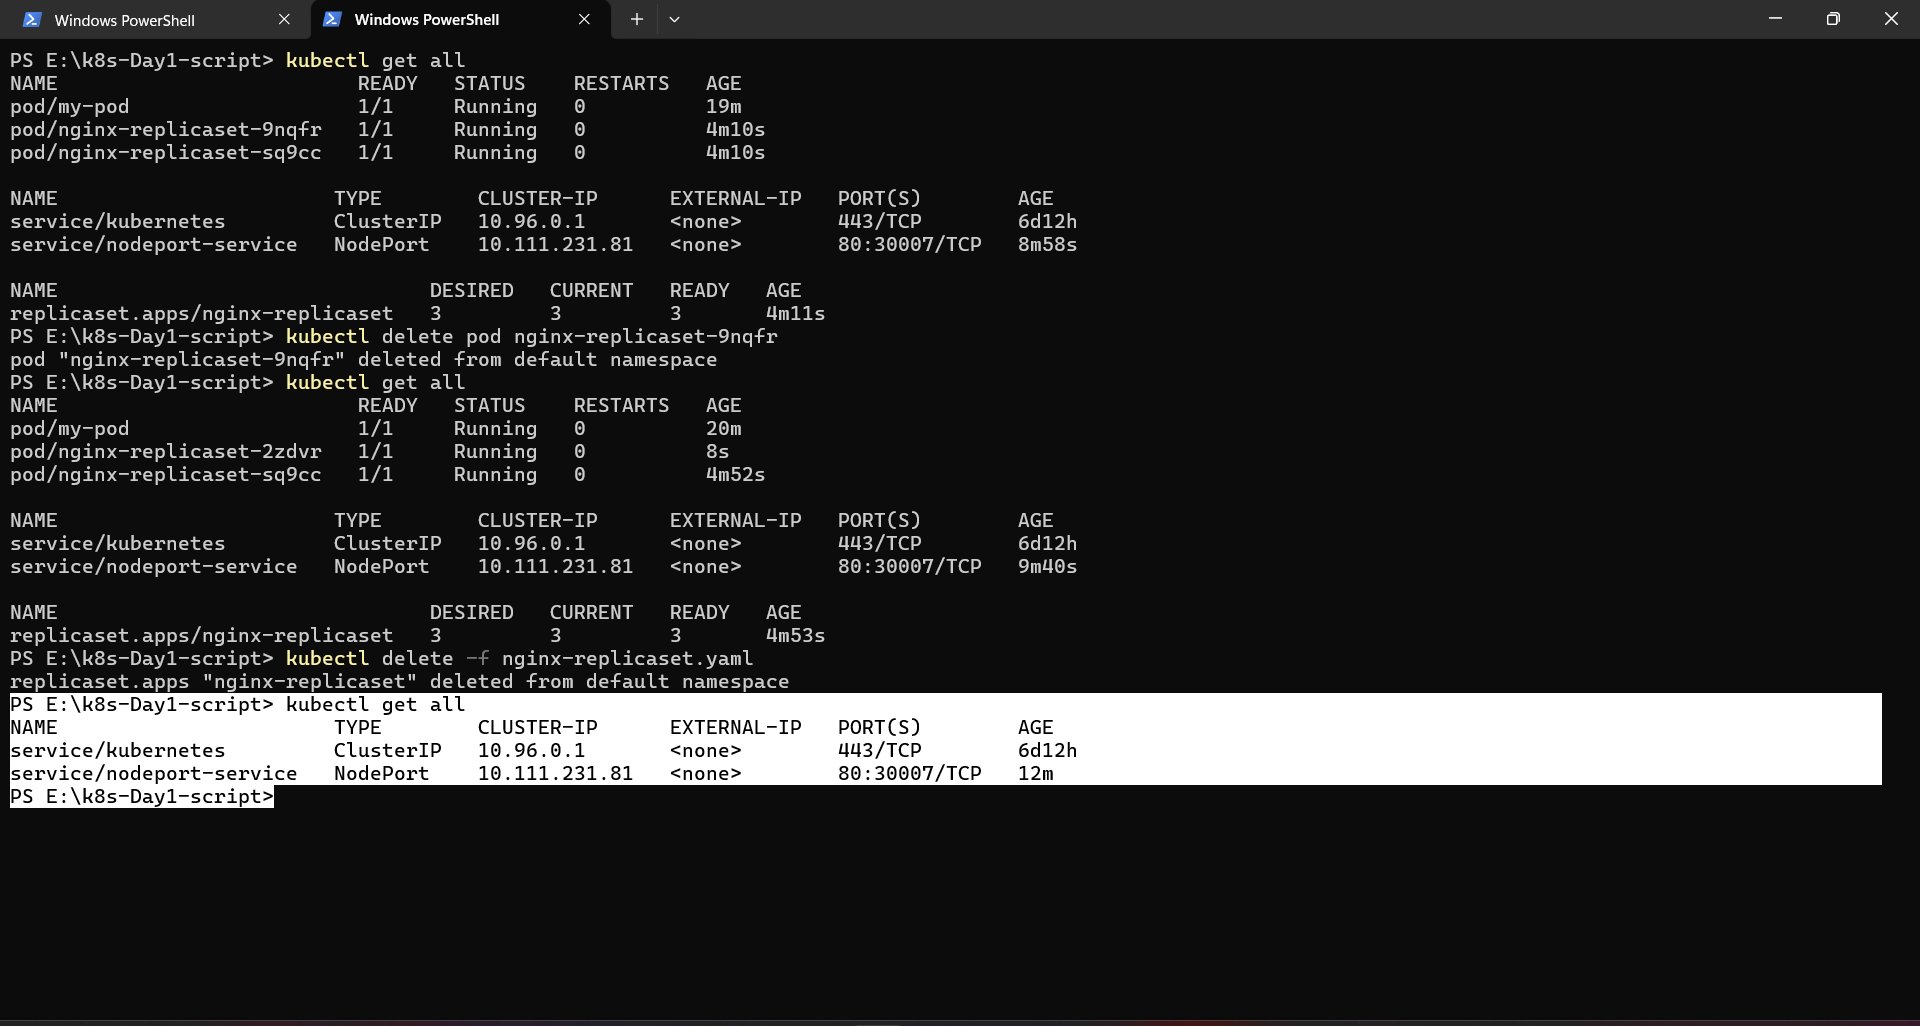 Windows PowerShell
Windows PowerShell
PS E:\k8s-Day1-script> kubectl get all
NAME                         READY   STATUS    RESTARTS   AGE
pod/my-pod                   1/1     Running   0          19m
pod/nginx-replicaset-9nqfr   1/1     Running   0          4m10s
pod/nginx-replicaset-sq9cc   1/1     Running   0          4m10s
NAME                       TYPE        CLUSTER-IP      EXTERNAL-IP   PORT(S)        AGE
service/kubernetes         ClusterIP   10.96.0.1       <none>        443/TCP        6d12h
service/nodeport-service   NodePort    10.111.231.81   <none>        80:30007/TCP   8m58s
NAME                               DESIRED   CURRENT   READY   AGE
replicaset.apps/nginx-replicaset   3         3         3       4m11s
PS E:\k8s-Day1-script> kubectl delete pod nginx-replicaset-9nqfr
pod "nginx-replicaset-9nqfr" deleted from default namespace
PS E:\k8s-Day1-script> kubectl get all
NAME                         READY   STATUS    RESTARTS   AGE
pod/my-pod                   1/1     Running   0          20m
pod/nginx-replicaset-2zdvr   1/1     Running   0          8s
pod/nginx-replicaset-sq9cc   1/1     Running   0          4m52s
NAME                       TYPE        CLUSTER-IP      EXTERNAL-IP   PORT(S)        AGE
service/kubernetes         ClusterIP   10.96.0.1       <none>        443/TCP        6d12h
service/nodeport-service   NodePort    10.111.231.81   <none>        80:30007/TCP   9m40s
NAME                               DESIRED   CURRENT   READY   AGE
replicaset.apps/nginx-replicaset   3         3         3       4m53s
PS E:\k8s-Day1-script> kubectl delete -f nginx-replicaset.yaml
replicaset.apps "nginx-replicaset" deleted from default namespace
PS E:\k8s-Day1-script> kubectl get all
NAME                       TYPE        CLUSTER-IP      EXTERNAL-IP   PORT(S)        AGE
service/kubernetes         ClusterIP   10.96.0.1       <none>        443/TCP        6d12h
service/nodeport-service   NodePort    10.111.231.81   <none>        80:30007/TCP   12m
PS E:\k8s-Day1-script>